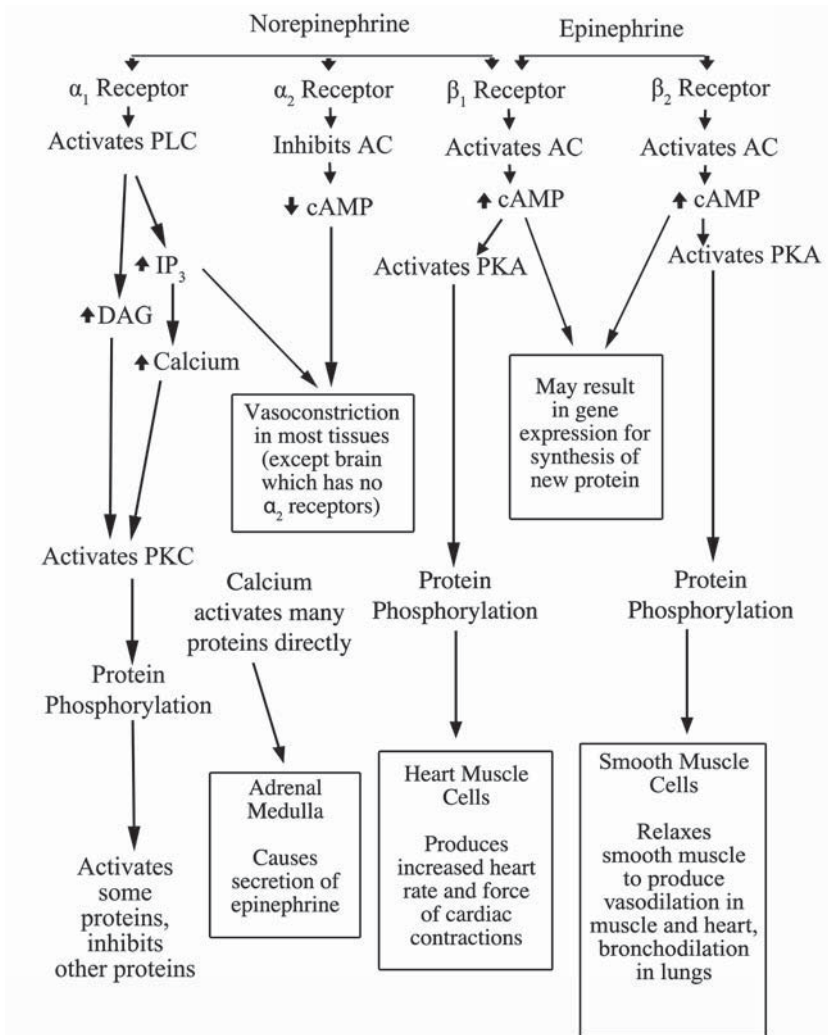 Norepinephrine
Epinephrine
α₁ Receptor
α₂ Receptor
β₁ Receptor
β₂ Receptor
Activates PLC
Inhibits AC
Activates AC
Activates AC
cAMP
cAMP
cAMP
Activates PKA
Activates PKA
IP₃
DAG
Calcium
Vasoconstriction
in most tissues
(except brain
which has no
α₂ receptors)
May result
in gene
expression for
synthesis of
new protein
Activates PKC
Calcium
activates many
proteins directly
Protein
Phosphorylation
Protein
Phosphorylation
Protein
Phosphorylation
Activates
some
proteins,
inhibits
other proteins
Adrenal
Medulla
Causes
secretion of
epinephrine
Heart Muscle
Cells
Produces
increased heart
rate and force
of cardiac
contractions
Smooth Muscle
Cells
Relaxes
smooth muscle
to produce
vasodilation in
muscle and heart,
bronchodilation
in lungs